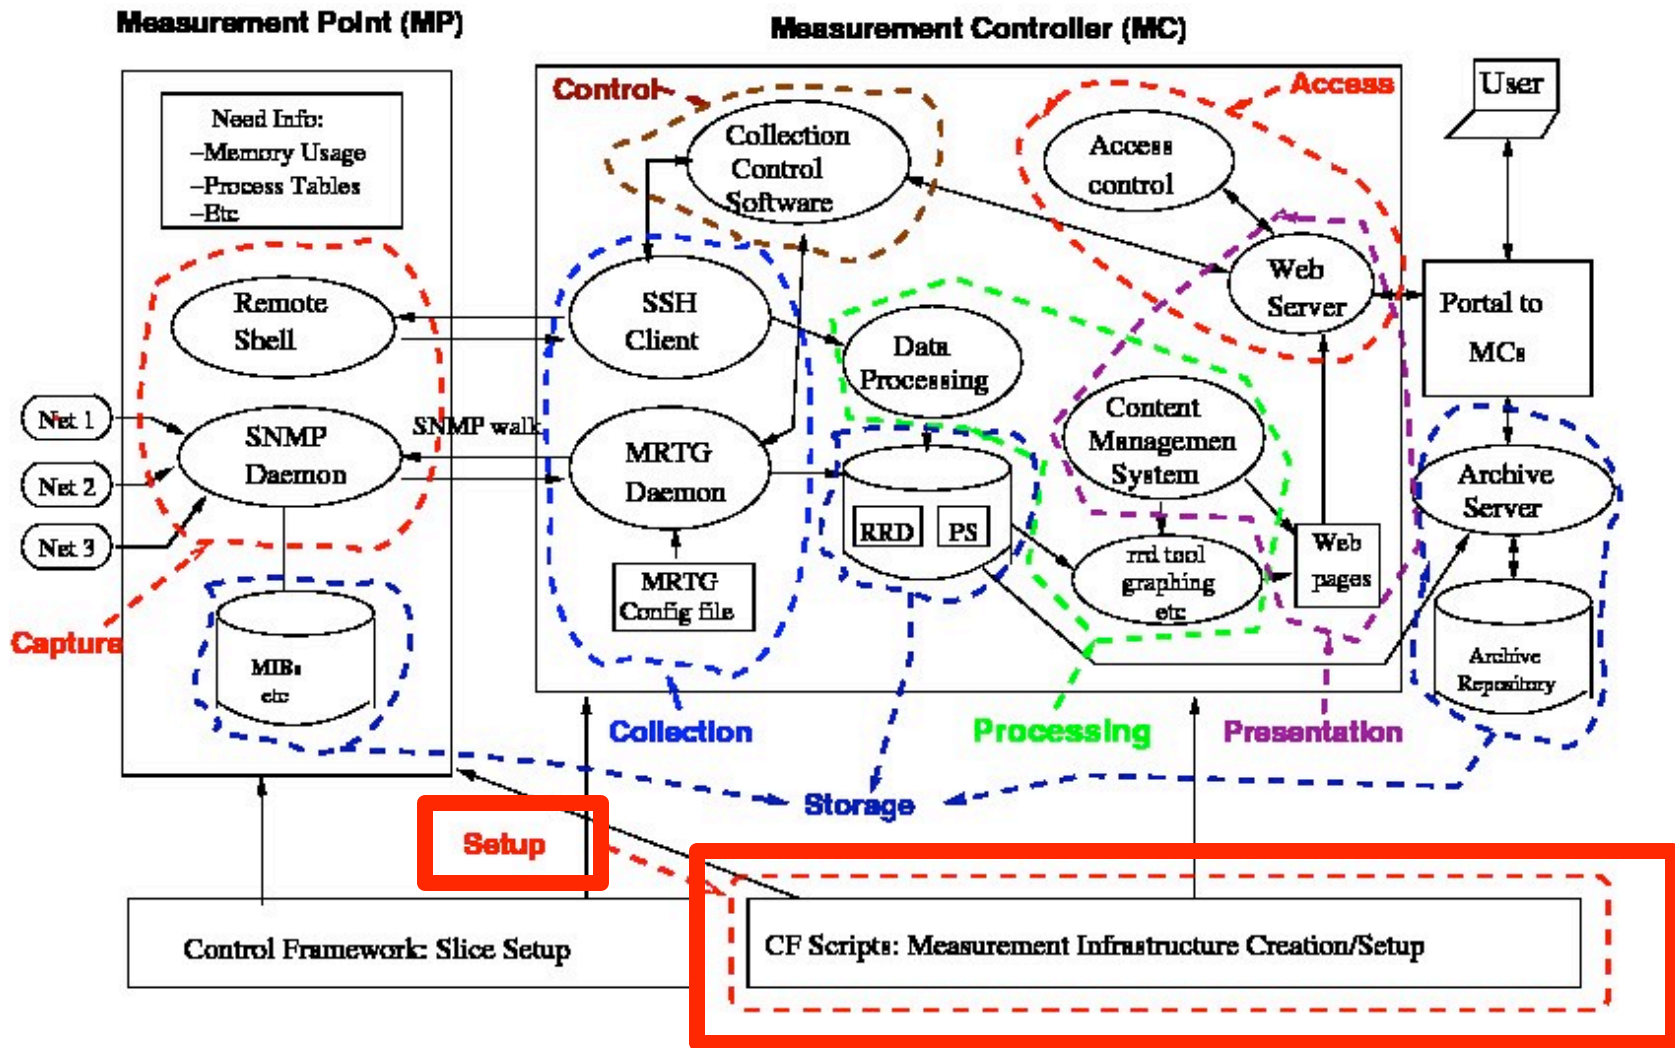 Measurement Point (MP)
Measurement Controller (MC)
Need Info:
–Memory Usage
–Process Tables
–Etc
Control
Collection
Control
Software
Access
Access
control
User
Remote
Shell
SSH
Client
Data
Processing
Web
Server
Portal to
MCs
Net 1
Net 2
Net 3
SNMP
Daemon
SNMP walk
MRTG
Daemon
Content
Managemen
System
Archive
Server
RRD
PS
MRTG
Config file
rrd tool
graphing
etc
Web
pages
Capture
MIBs
etc
Archive
Repository
Collection
Processing
Presentation
Storage
Setup
Control Framework: Slice Setup
CF Scripts: Measurement Infrastructure Creation/Setup